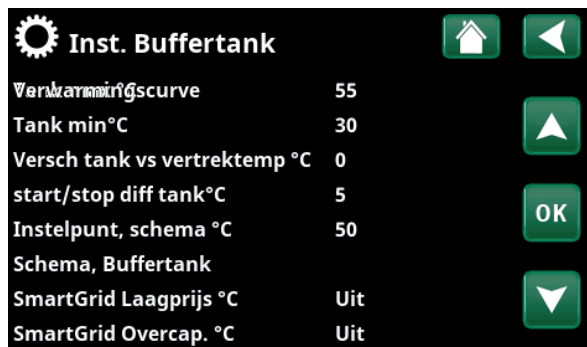 Inst. Buffertank
Verwarmingscurve 55
Tank min°C 30
Versch tank vs vertrektemp °C 0
start/stop diff tank°C 5
Instelpunt, schema °C 50
OK
Schema, Buffertank
SmartGrid Laagprijs °C Uit
SmartGrid Overcap. °C Uit